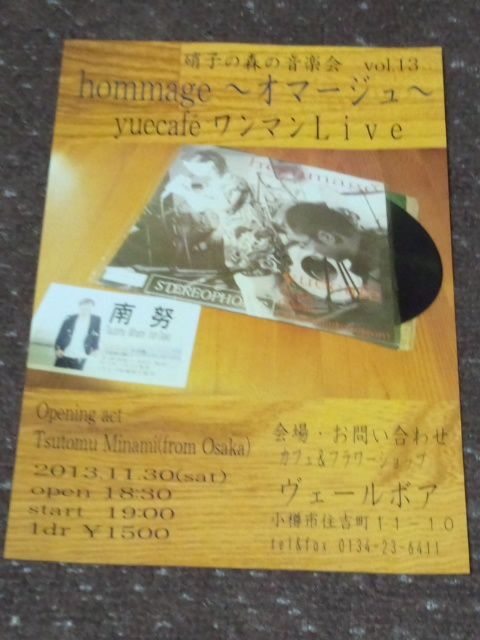 硝子の森の音楽会 vol.13
hommage ～オマージュ～
yuecafé ワンマンLive
STEREOPHO
南 努
Opening act
Tsutomu Minami(from Osaka)
2013.11.30(sat)
open 18:30
start 19:00
1dr ¥1500
会場・お問い合わせ
カフェ&フラワーショップ
ヴェールボア
小樽市住吉町11-10
tel&fax 0134-23-6411